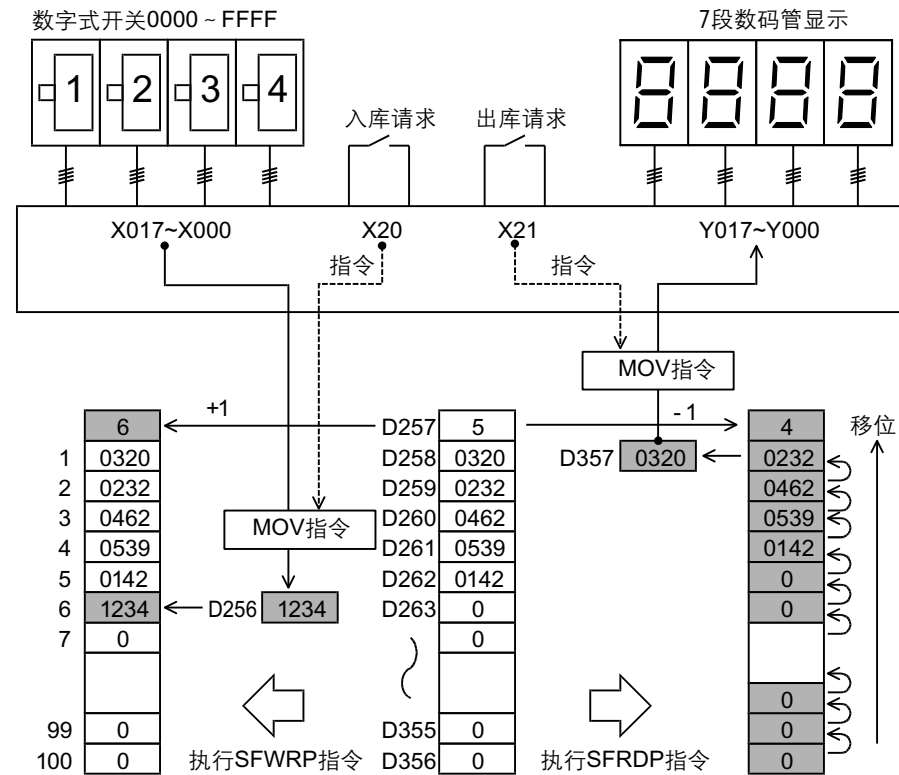 数字式开关0000 ~ FFFF
7段数码管显示
1 2 3 4
8 8 8 8
入库请求 出库请求
X017~X000 X20 X21 Y017~Y000
指令 指令
MOV指令
+1 - 1
6 D257 5 4 移位
1 0320 D258 0320 D357 0320 0232
2 0232 D259 0232 0462
3 0462 MOV指令 D260 0462 0539
4 0539 D261 0539 0142
5 0142 D262 0142 0
6 1234 D256 1234 D263 0 0
7 0 0
0
99 0 D355 0 0
100 0 执行SFWRP指令 D356 0 执行SFRDP指令 0